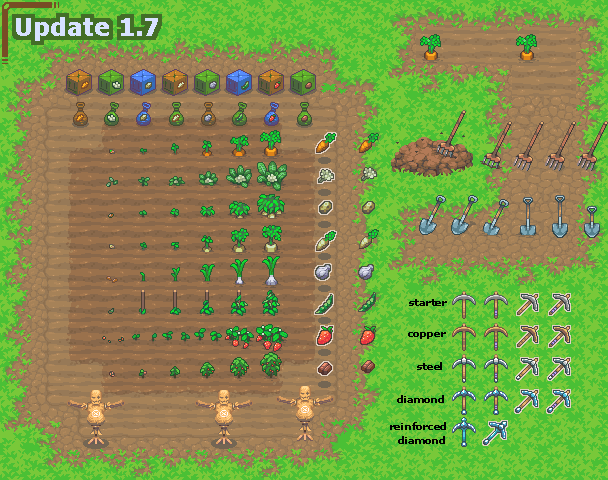 Update 1.7
starter
copper
steel
diamond
reinforced
diamond